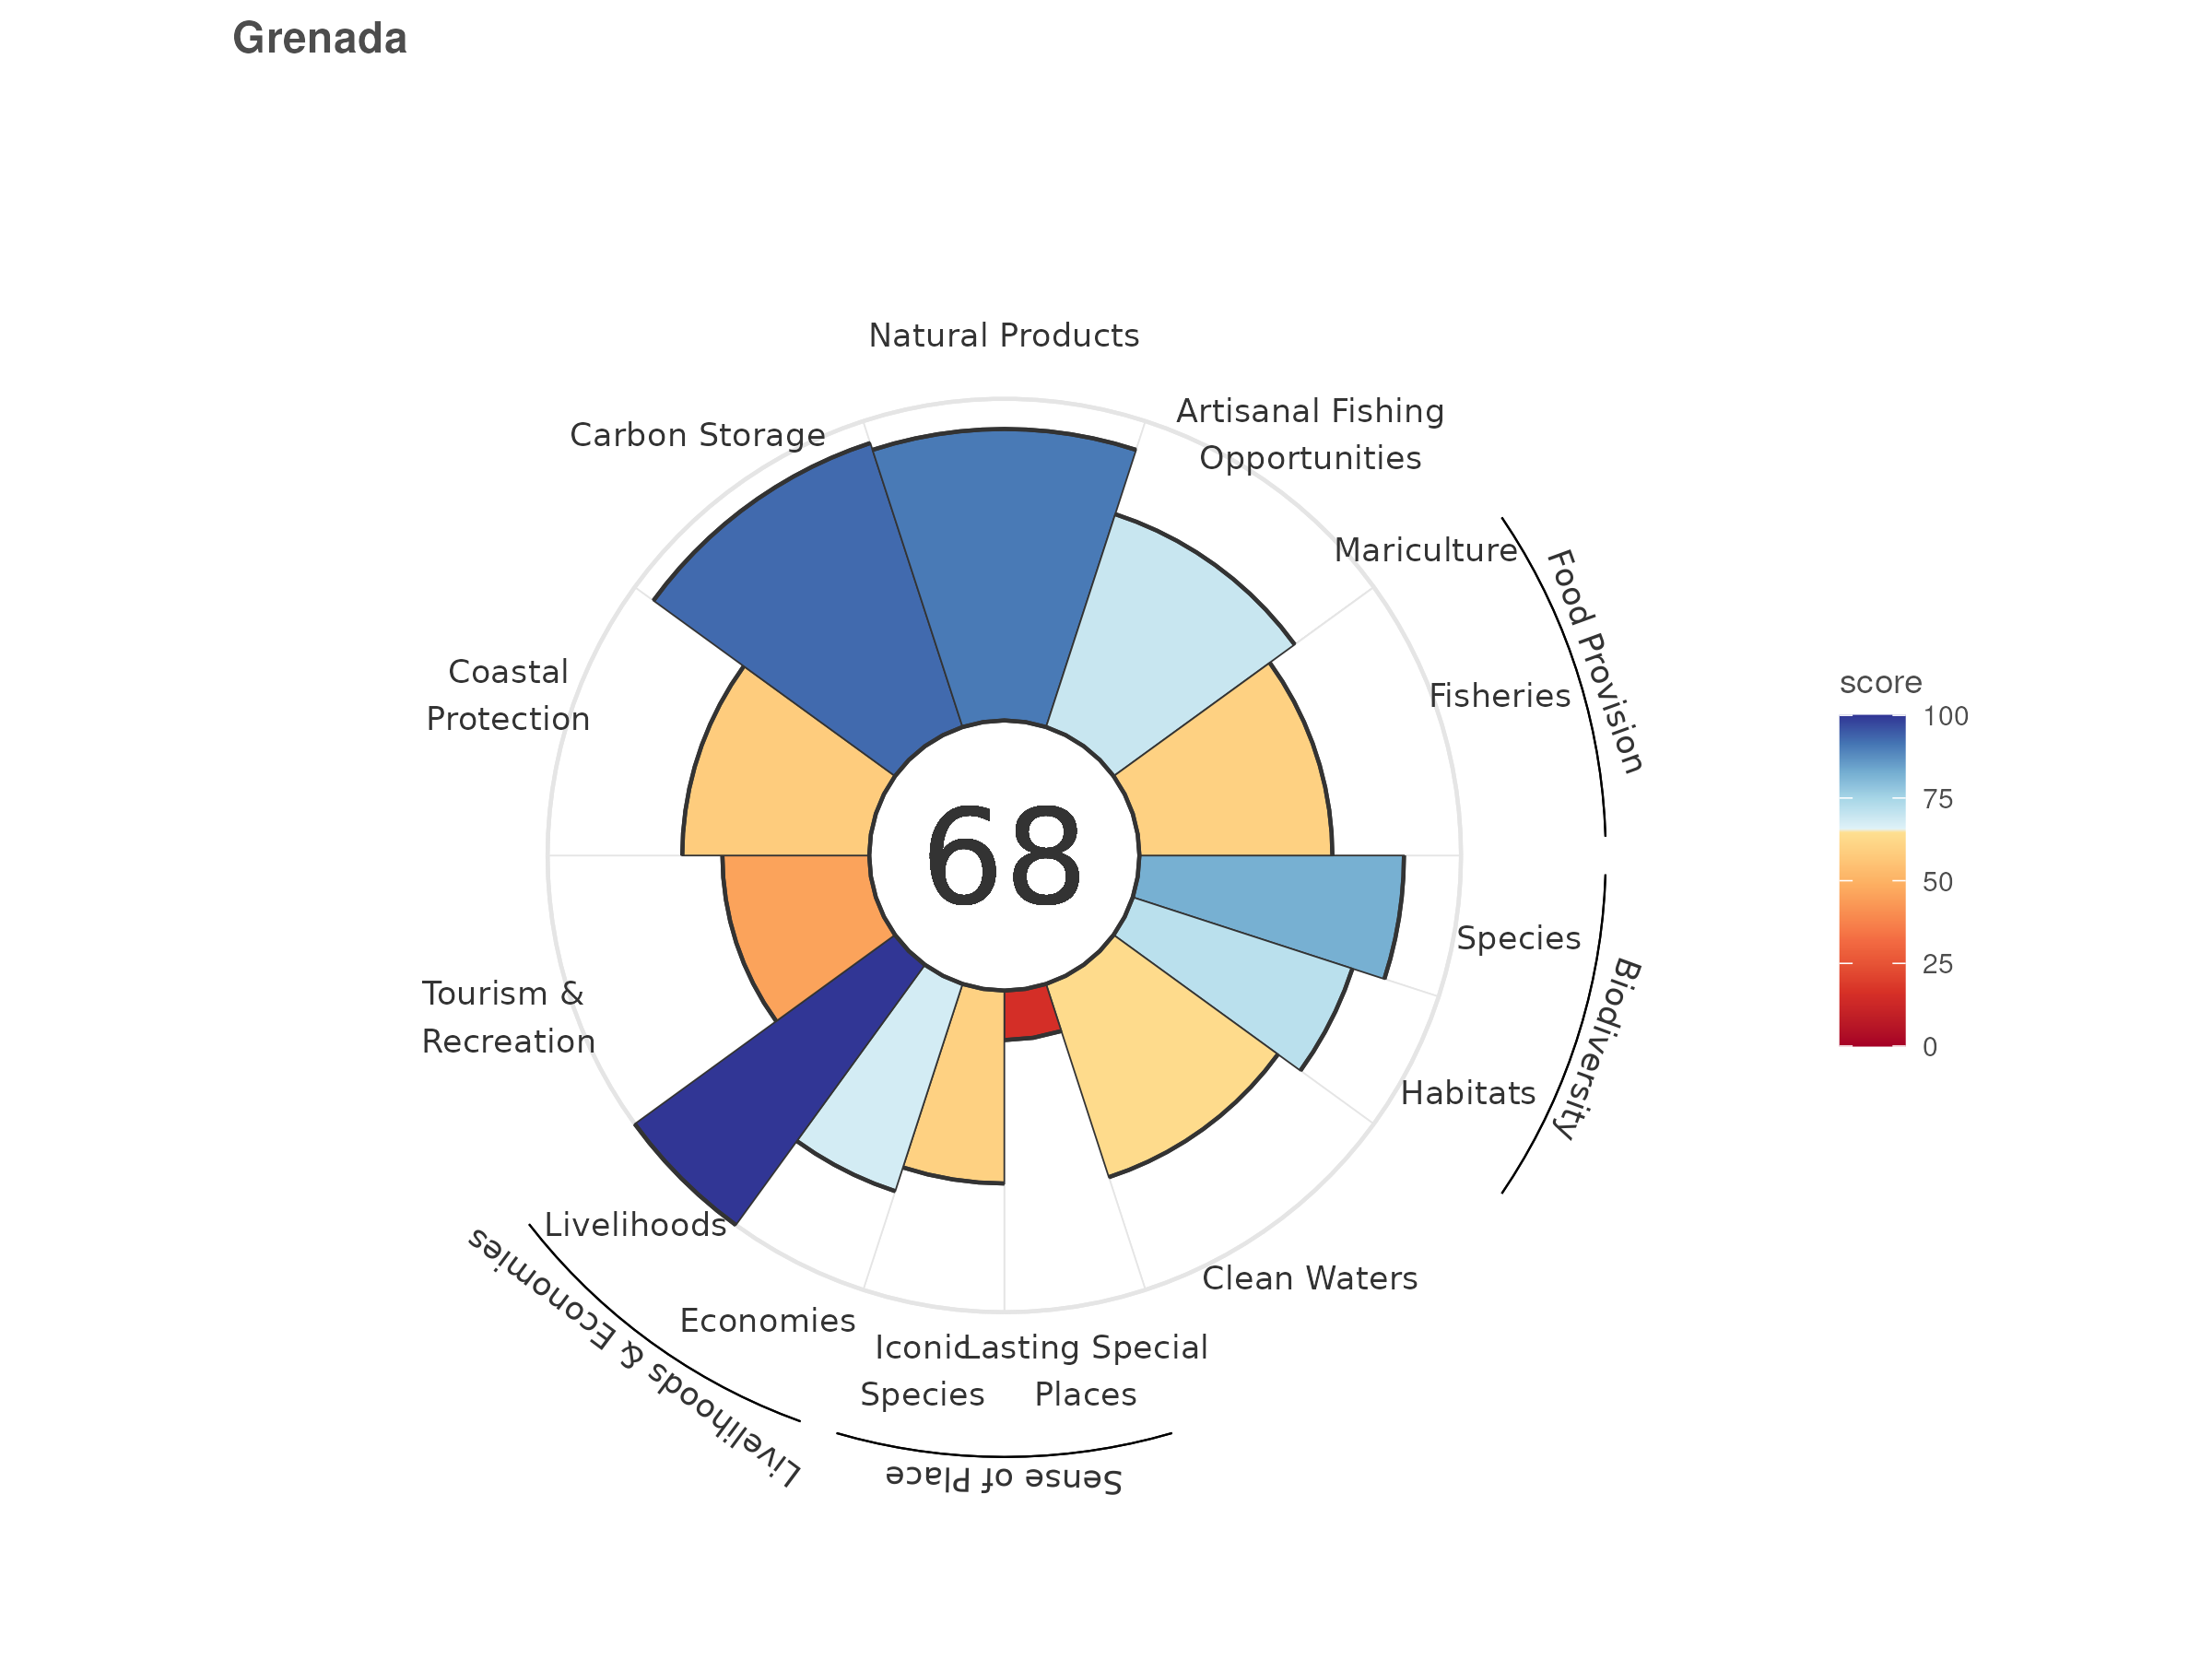 Grenada
Natural Products
Artisanal Fishing
Opportunities
Carbon Storage
Mariculture
Food Provision
Fisheries
Coastal
Protection
score
100
75
50
25
0
68
Species
Biodiversity
Habitats
Tourism &
Recreation
Livelihoods
Livelihoods & Economies
Clean Waters
Economies
Iconic
Species
Lasting Special
Places
Sense of Place